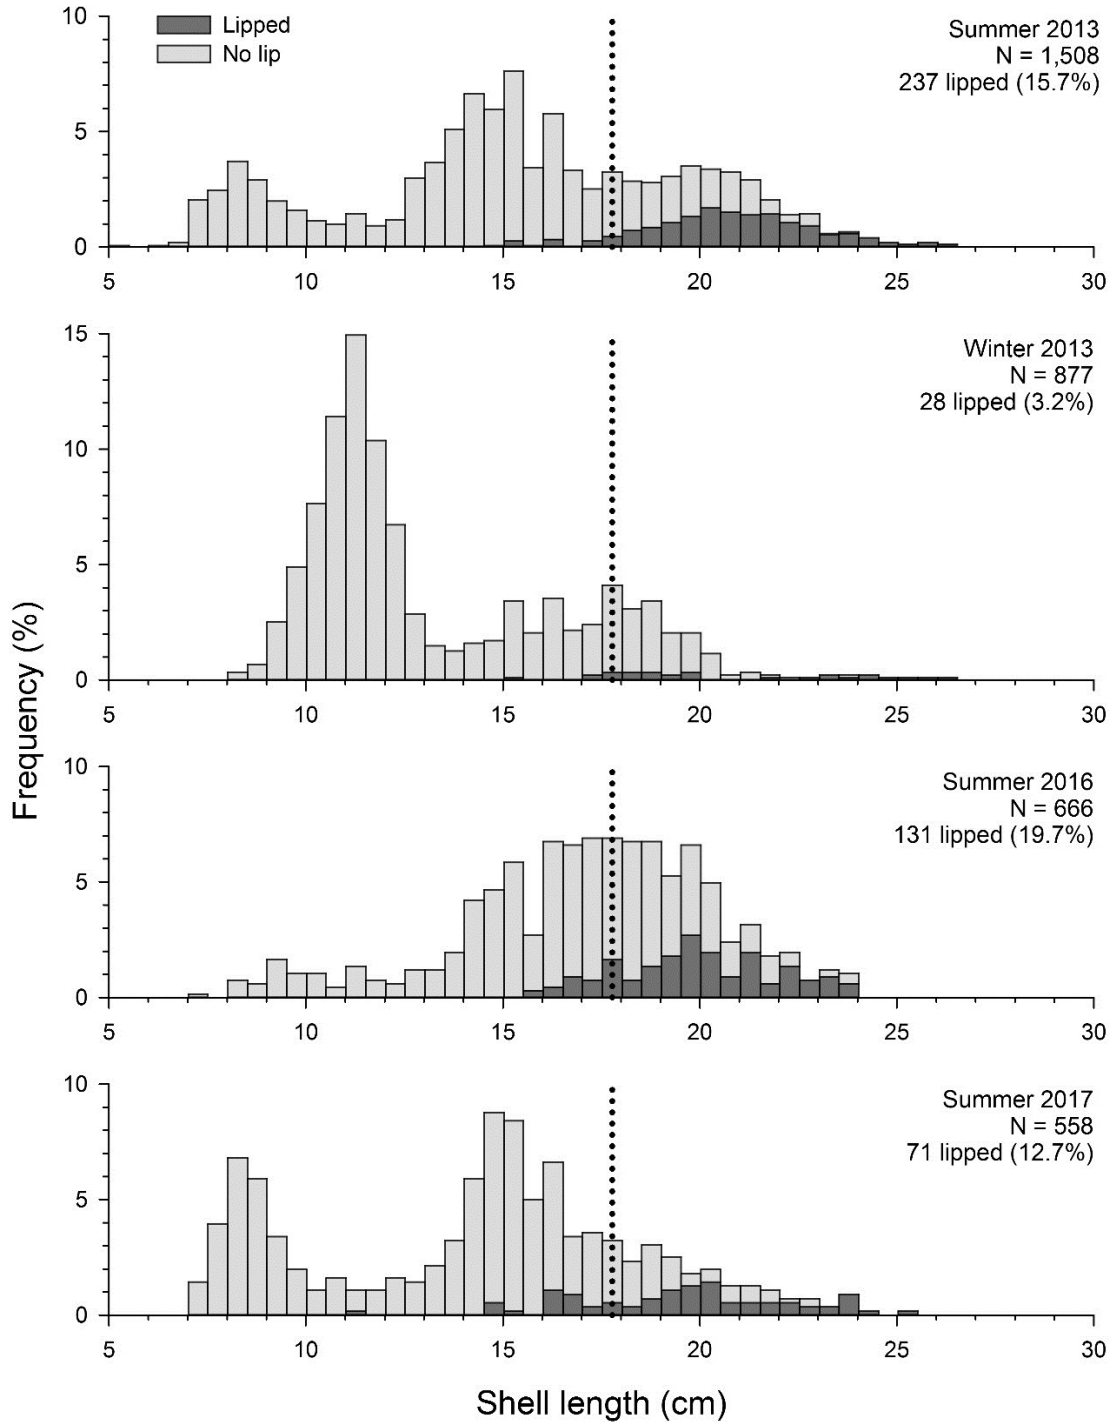 Lipped
No lip
Summer 2013
N = 1,508
237 lipped (15.7%)
10
5
0
5 10 15 20 25 30
Winter 2013
N = 877
28 lipped (3.2%)
15
10
5
0
5 10 15 20 25 30
Summer 2016
N = 666
131 lipped (19.7%)
10
5
0
5 10 15 20 25 30
Summer 2017
N = 558
71 lipped (12.7%)
10
5
0
5 10 15 20 25 30
Frequency (%)
Shell length (cm)